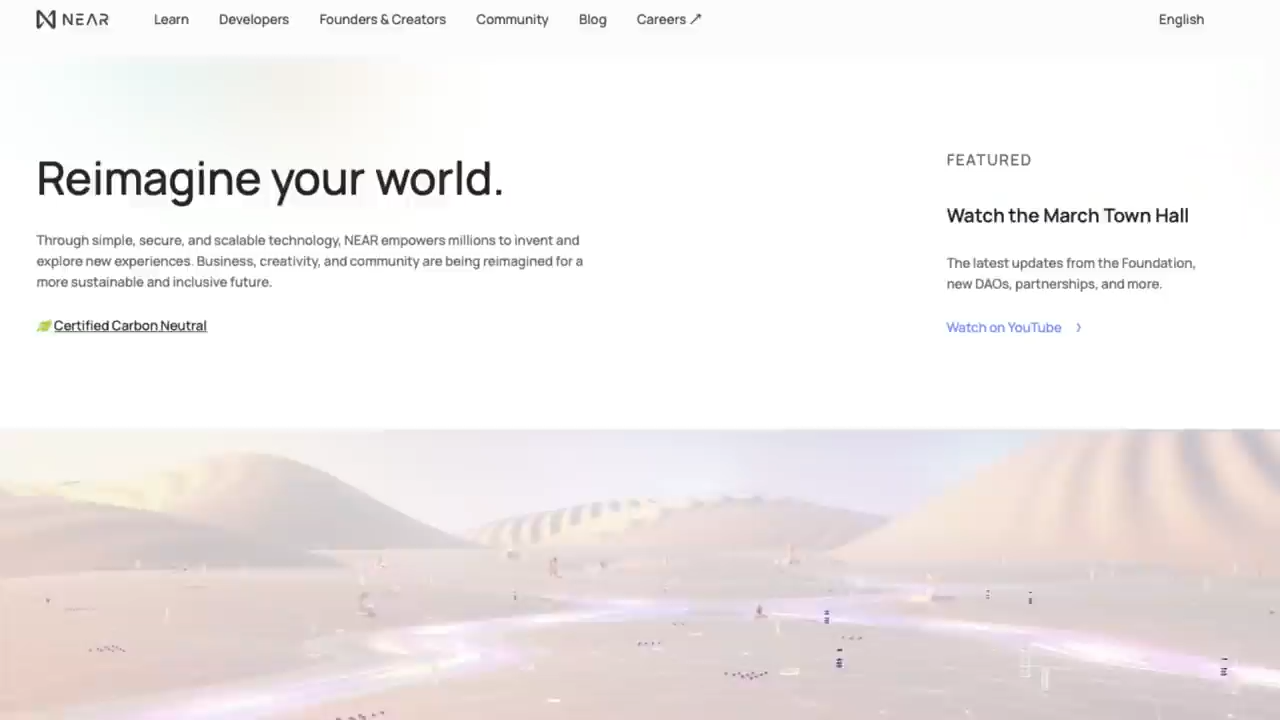 NEAR
Learn
Developers
Founders & Creators
Community
Blog
Careers ↗
English
Reimagine your world.
Through simple, secure, and scalable technology, NEAR empowers millions to invent and
explore new experiences. Business, creativity, and community are being reimagined for a
more sustainable and inclusive future.
Certified Carbon Neutral
FEATURED
Watch the March Town Hall
The latest updates from the Foundation,
new DAOs, partnerships, and more.
Watch on YouTube ›